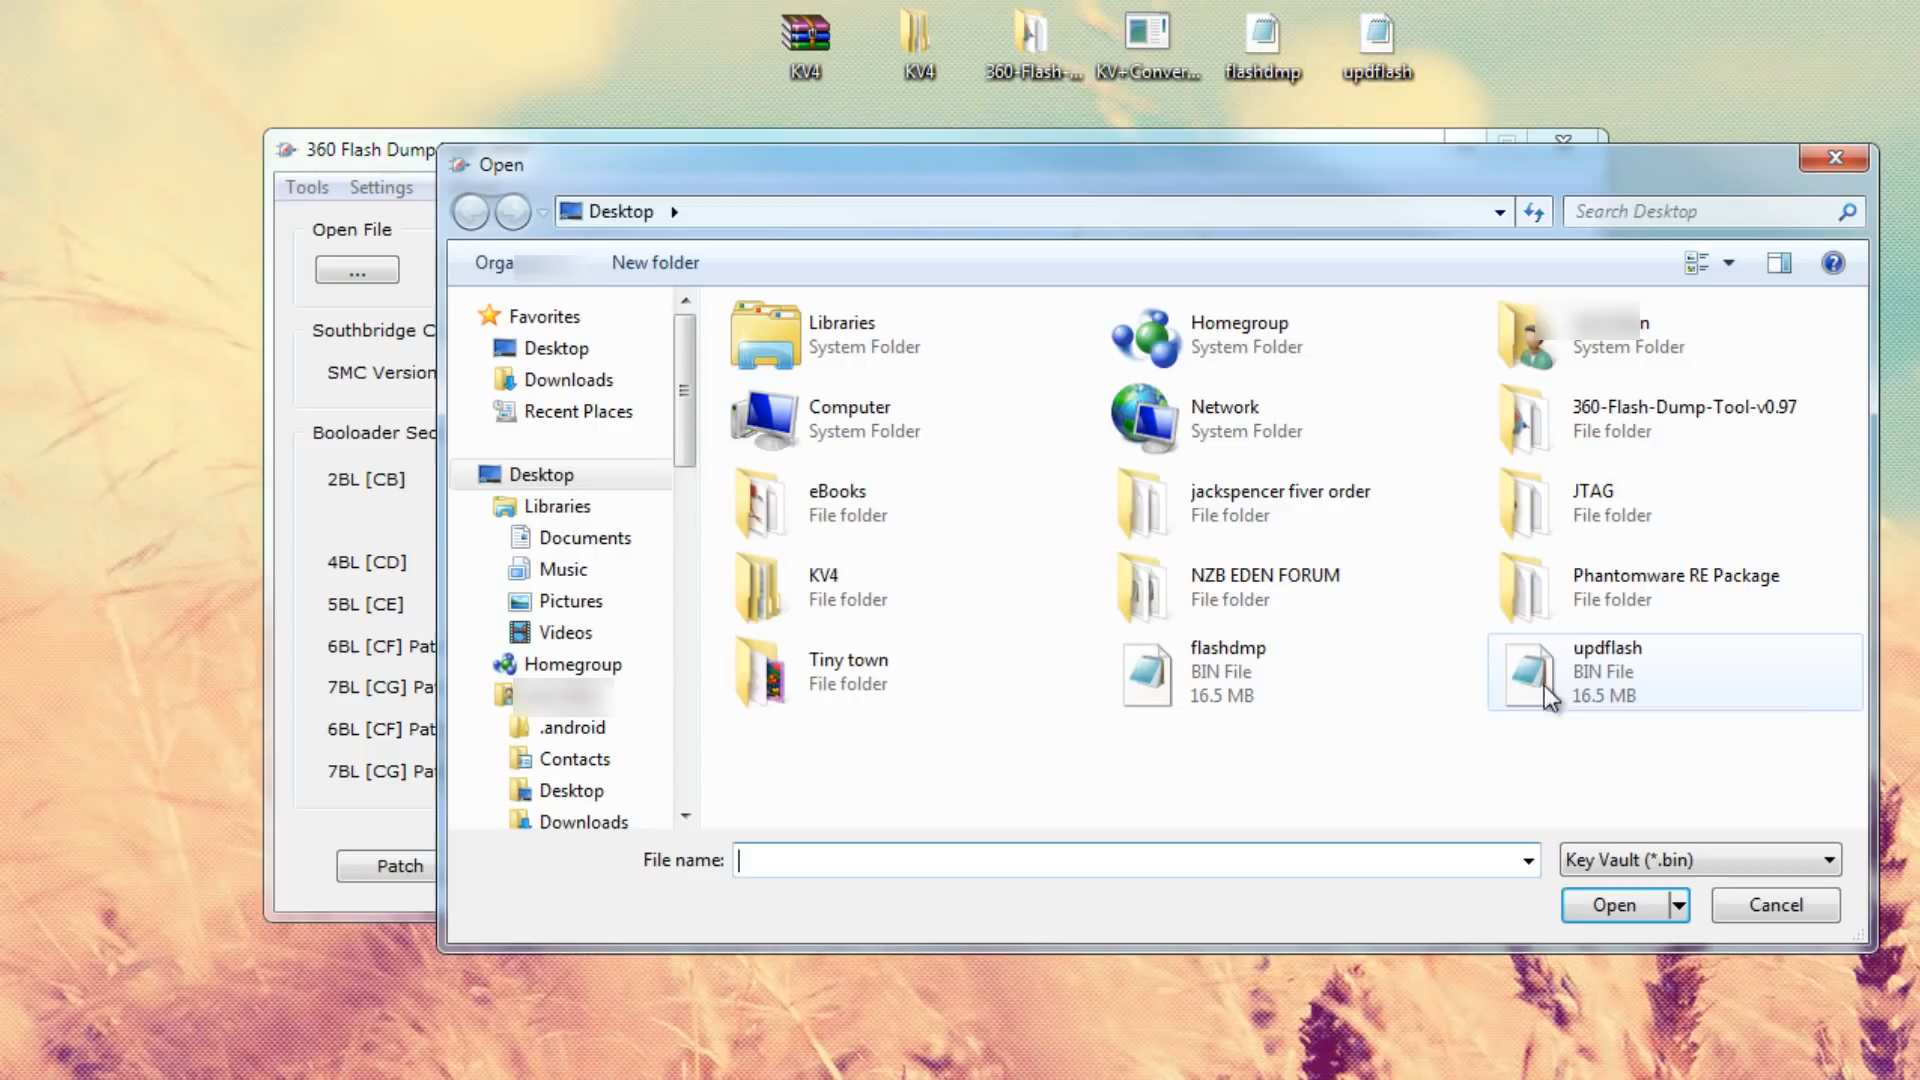 KV4
KV4
360-Flash-...
KV+Conver...
flashdmp
updflash
360 Flash Dump
Open
Tools
Settings
Desktop
Search Desktop
Open File
...
Orga
New folder
Southbridge C
SMC Version
Booloader Sec
2BL [CB]
4BL [CD]
5BL [CE]
6BL [CF] Pat
7BL [CG] Pa
6BL [CF] Pat
7BL [CG] Pa
Patch
Favorites
Desktop
Downloads
Recent Places
Desktop
Libraries
Documents
Music
Pictures
Videos
Homegroup
.android
Contacts
Desktop
Downloads
Libraries
System Folder
Homegroup
System Folder
n
System Folder
Computer
System Folder
Network
System Folder
360-Flash-Dump-Tool-v0.97
File folder
eBooks
File folder
jackspencer fiver order
File folder
JTAG
File folder
KV4
File folder
NZB EDEN FORUM
File folder
Phantomware RE Package
File folder
Tiny town
File folder
flashdmp
BIN File
16.5 MB
updflash
BIN File
16.5 MB
File name:
Key Vault (*.bin)
Open
Cancel